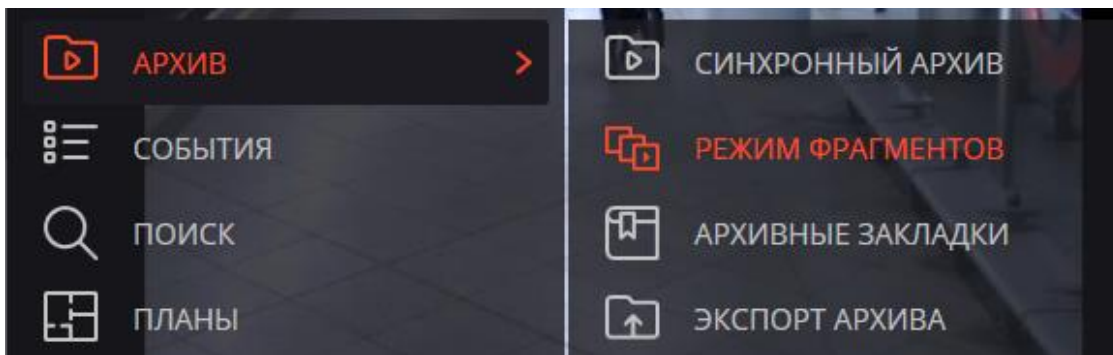 АРХИВ
СОБЫТИЯ
ПОИСК
ПЛАНЫ
СИНХРОННЫЙ АРХИВ
РЕЖИМ ФРАГМЕНТОВ
АРХИВНЫЕ ЗАКЛАДКИ
ЭКСПОРТ АРХИВА